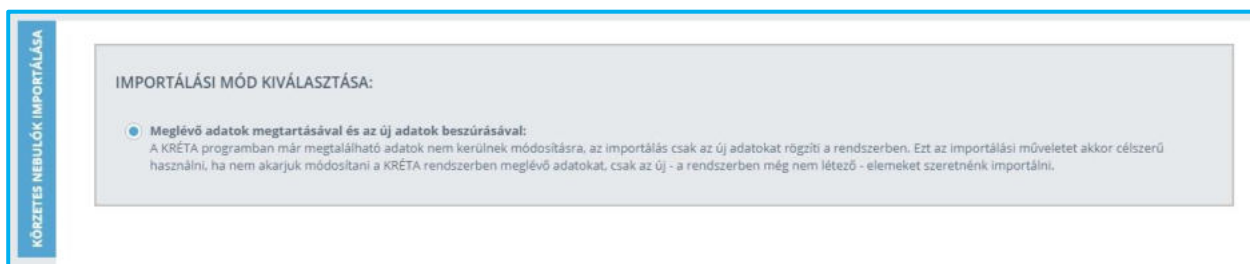 KÖRZETES NEBULÓK IMPORTÁLÁSA
IMPORTÁLÁSI MÓD KIVÁLASZTÁSA:
Meglévő adatok megtartásával és az új adatok beszúrásával:
A KRÉTA programban már megtalálható adatok nem kerülnek módosításra, az importálás csak az új adatokat rögzíti a rendszerben. Ezt az importálási műveletet akkor célszerű
használni, ha nem akarjuk módosítani a KRÉTA rendszerben meglévő adatokat, csak az új - a rendszerben még nem létező - elemeket szeretnénk importálni.